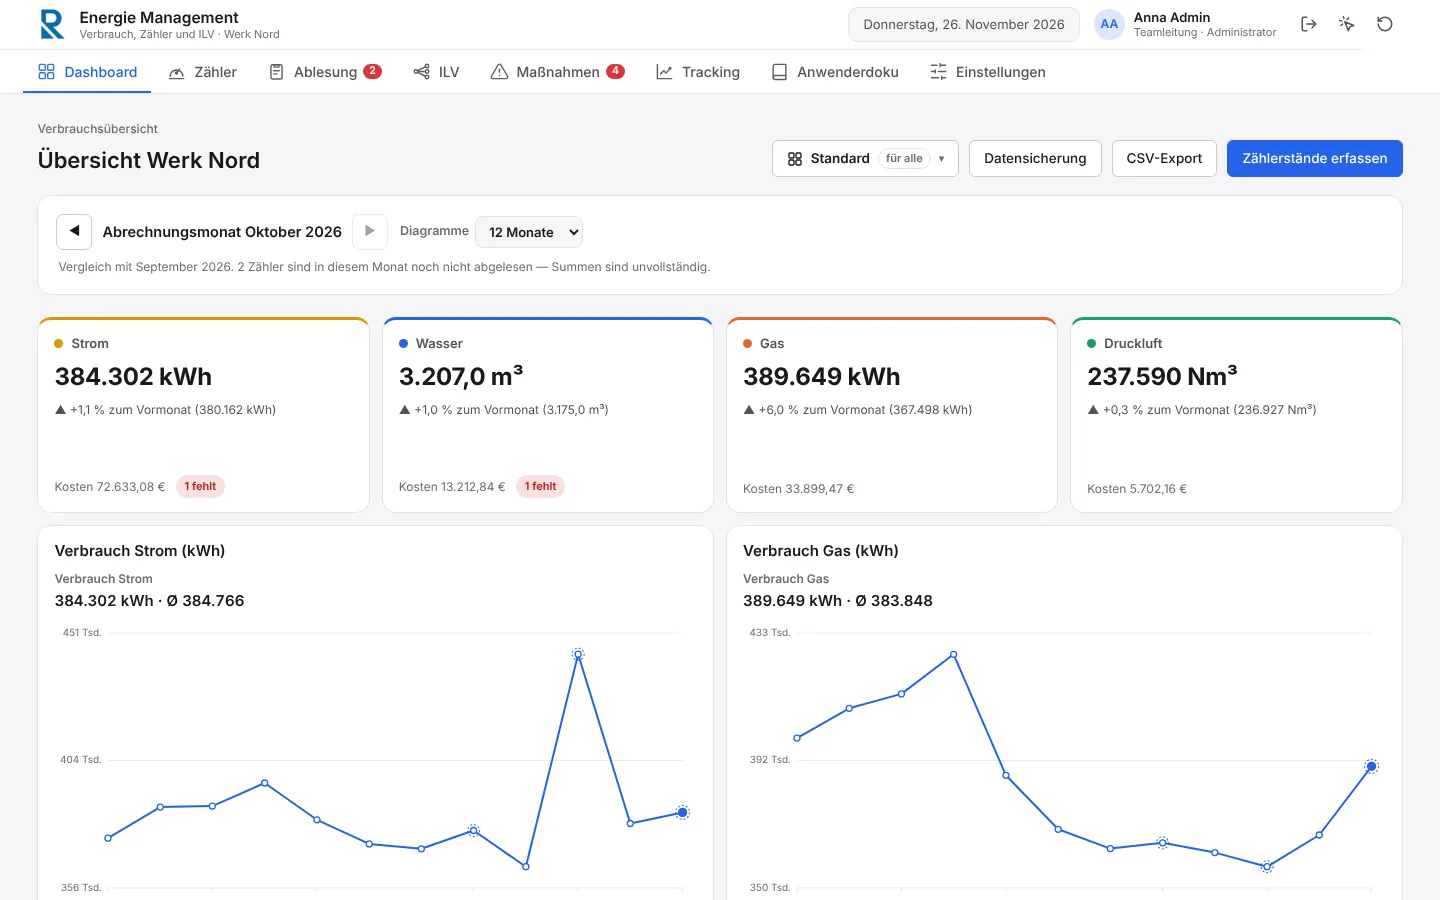 Energie Management
Verbrauch, Zähler und ILV · Werk Nord
Donnerstag, 26. November 2026
AA
Anna Admin
Teamleitung · Administrator
Dashboard
Zähler
Ablesung 2
ILV
Maßnahmen 4
Tracking
Anwenderdoku
Einstellungen
Verbrauchsübersicht
Übersicht Werk Nord
Standard für alle ▾
Datensicherung
CSV-Export
Zählerstände erfassen
◀ Abrechnungsmonat Oktober 2026 ▶
Diagramme 12 Monate
Vergleich mit September 2026. 2 Zähler sind in diesem Monat noch nicht abgelesen — Summen sind unvollständig.
Strom
384.302 kWh
▲ +1,1 % zum Vormonat (380.162 kWh)
Kosten 72.633,08 € 1 fehlt
Wasser
3.207,0 m³
▲ +1,0 % zum Vormonat (3.175,0 m³)
Kosten 13.212,84 € 1 fehlt
Gas
389.649 kWh
▲ +6,0 % zum Vormonat (367.498 kWh)
Kosten 33.899,47 €
Druckluft
237.590 Nm³
▲ +0,3 % zum Vormonat (236.927 Nm³)
Kosten 5.702,16 €
Verbrauch Strom (kWh)
Verbrauch Strom
384.302 kWh · Ø 384.766
451 Tsd.
404 Tsd.
356 Tsd.
Verbrauch Gas (kWh)
Verbrauch Gas
389.649 kWh · Ø 383.848
433 Tsd.
392 Tsd.
350 Tsd.